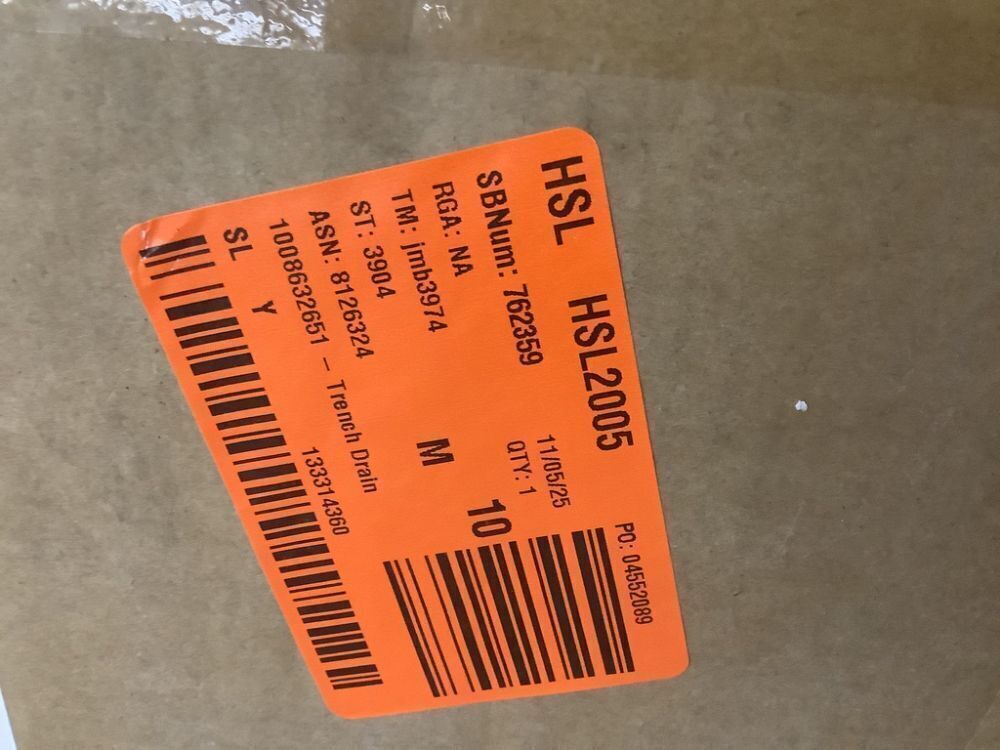 HSL HSL2005 PO: 04552089
SBNum: 762359 11/05/25
RGA: NA QTY: 1
TM: jmb3974 M 10
ST: 3904
ASN: 8126324
1008632651 – Trench Drain
SL Y 133314360